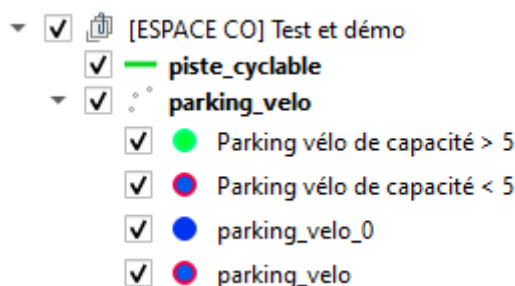 [ESPACE CO] Test et démo
piste_cyclable
parking_velo
Parking vélo de capacité > 5
Parking vélo de capacité < 5
parking_velo_0
parking_velo